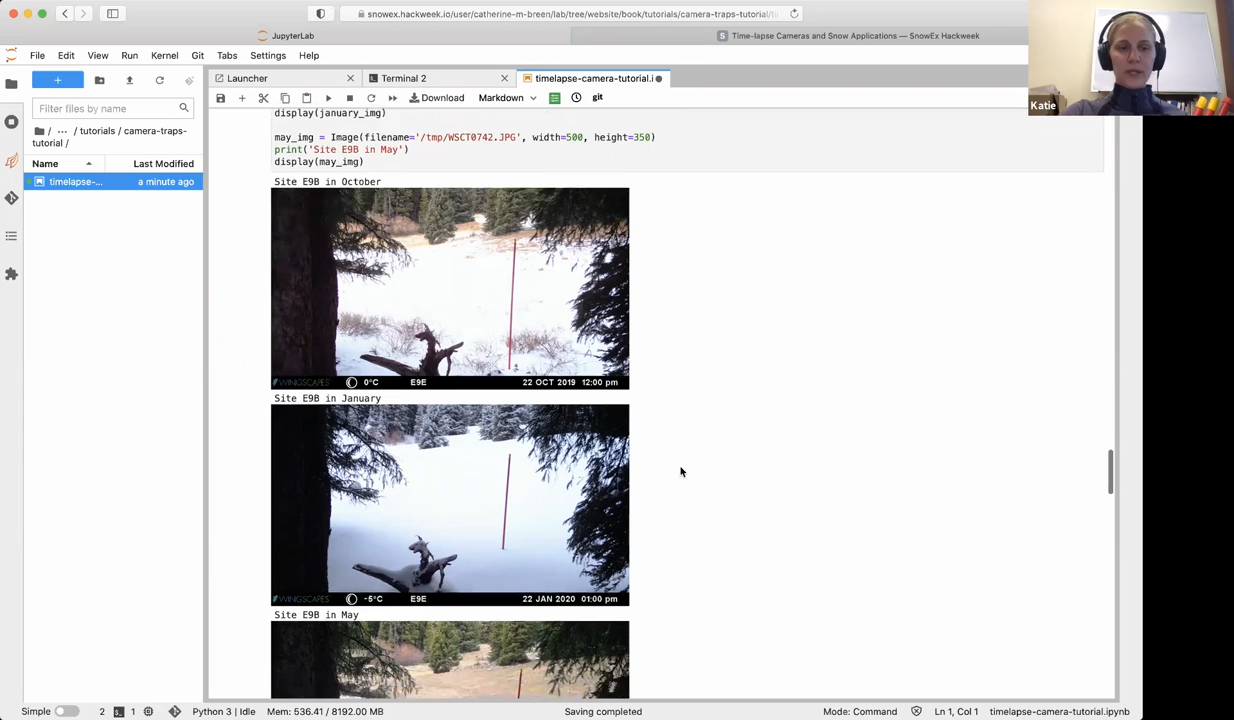 snowex.hackweek.io/user/catherine-m-breen/lab/tree/website/book/tutorials/camera-traps-tutorial/
JupyterLab
S Time-lapse Cameras and Snow Applications — SnowEx Hackweek
File Edit View Run Kernel Git Tabs Settings Help
Launcher
Terminal 2
timelapse-camera-tutorial.i
Download
Markdown
git
Filter files by name
/ ... / tutorials / camera-traps-
tutorial /
Name
Last Modified
timelapse-...
a minute ago
display(january_img)
may_img = Image(filename='/tmp/WSCT0742.JPG', width=500, height=350)
print('Site E9B in May')
display(may_img)
Site E9B in October
WINGSCAPES 0°C E9E 22 OCT 2019 12:00 pm
Site E9B in January
WINGSCAPES -5°C E9E 22 JAN 2020 01:00 pm
Site E9B in May
Katie
Simple
2
1
Python 3 | Idle
Mem: 536.41 / 8192.00 MB
Saving completed
Mode: Command
Ln 1, Col 1
timelapse-camera-tutorial.ipynb